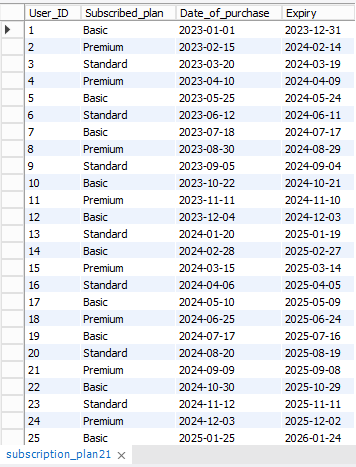 User_ID Subscribed_plan Date_of_purchase Expiry
1 Basic 2023-01-01 2023-12-31
2 Premium 2023-02-15 2024-02-14
3 Standard 2023-03-20 2024-03-19
4 Premium 2023-04-10 2024-04-09
5 Basic 2023-05-25 2024-05-24
6 Standard 2023-06-12 2024-06-11
7 Basic 2023-07-18 2024-07-17
8 Premium 2023-08-30 2024-08-29
9 Standard 2023-09-05 2024-09-04
10 Basic 2023-10-22 2024-10-21
11 Premium 2023-11-11 2024-11-10
12 Basic 2023-12-04 2024-12-03
13 Standard 2024-01-20 2025-01-19
14 Basic 2024-02-28 2025-02-27
15 Premium 2024-03-15 2025-03-14
16 Standard 2024-04-06 2025-04-05
17 Basic 2024-05-10 2025-05-09
18 Premium 2024-06-25 2025-06-24
19 Basic 2024-07-17 2025-07-16
20 Standard 2024-08-20 2025-08-19
21 Premium 2024-09-09 2025-09-08
22 Basic 2024-10-30 2025-10-29
23 Standard 2024-11-12 2025-11-11
24 Premium 2024-12-03 2025-12-02
25 Basic 2025-01-25 2026-01-24
subscription_plan21